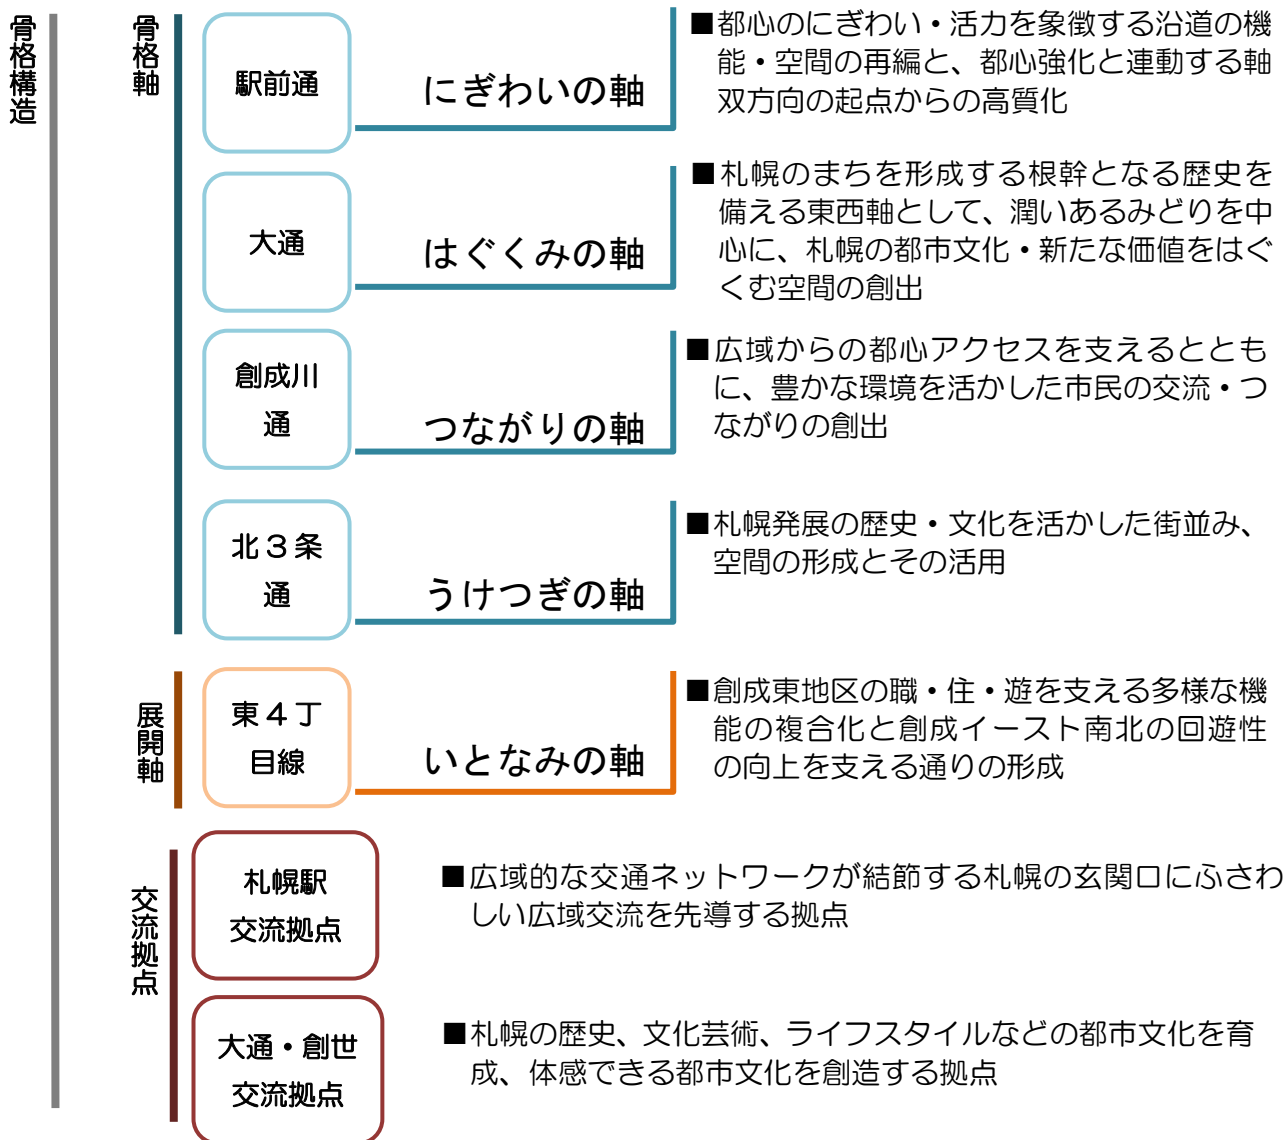 骨格構造
骨格軸
駅前通
にぎわいの軸
■都心のにぎわい・活力を象徴する沿道の機
能・空間の再編と、都心強化と連動する軸
双方向の起点からの高質化
大通
はぐくみの軸
■札幌のまちを形成する根幹となる歴史を
備える東西軸として、潤いあるみどりを中
心に、札幌の都市文化・新たな価値をはぐ
くむ空間の創出
創成川
通
つながりの軸
■広域からの都心アクセスを支えるととも
に、豊かな環境を活かした市民の交流・つ
ながりの創出
北３条
通
うけつぎの軸
■札幌発展の歴史・文化を活かした街並み、
空間の形成とその活用
展開軸
東４丁
目線
いとなみの軸
■創成東地区の職・住・遊を支える多様な機
能の複合化と創成イースト南北の回遊性
の向上を支える通りの形成
交流拠点
札幌駅
交流拠点
■広域的な交通ネットワークが結節する札幌の玄関口にふさわ
しい広域交流を先導する拠点
大通・創世
交流拠点
■札幌の歴史、文化芸術、ライフスタイルなどの都市文化を育
成、体感できる都市文化を創造する拠点